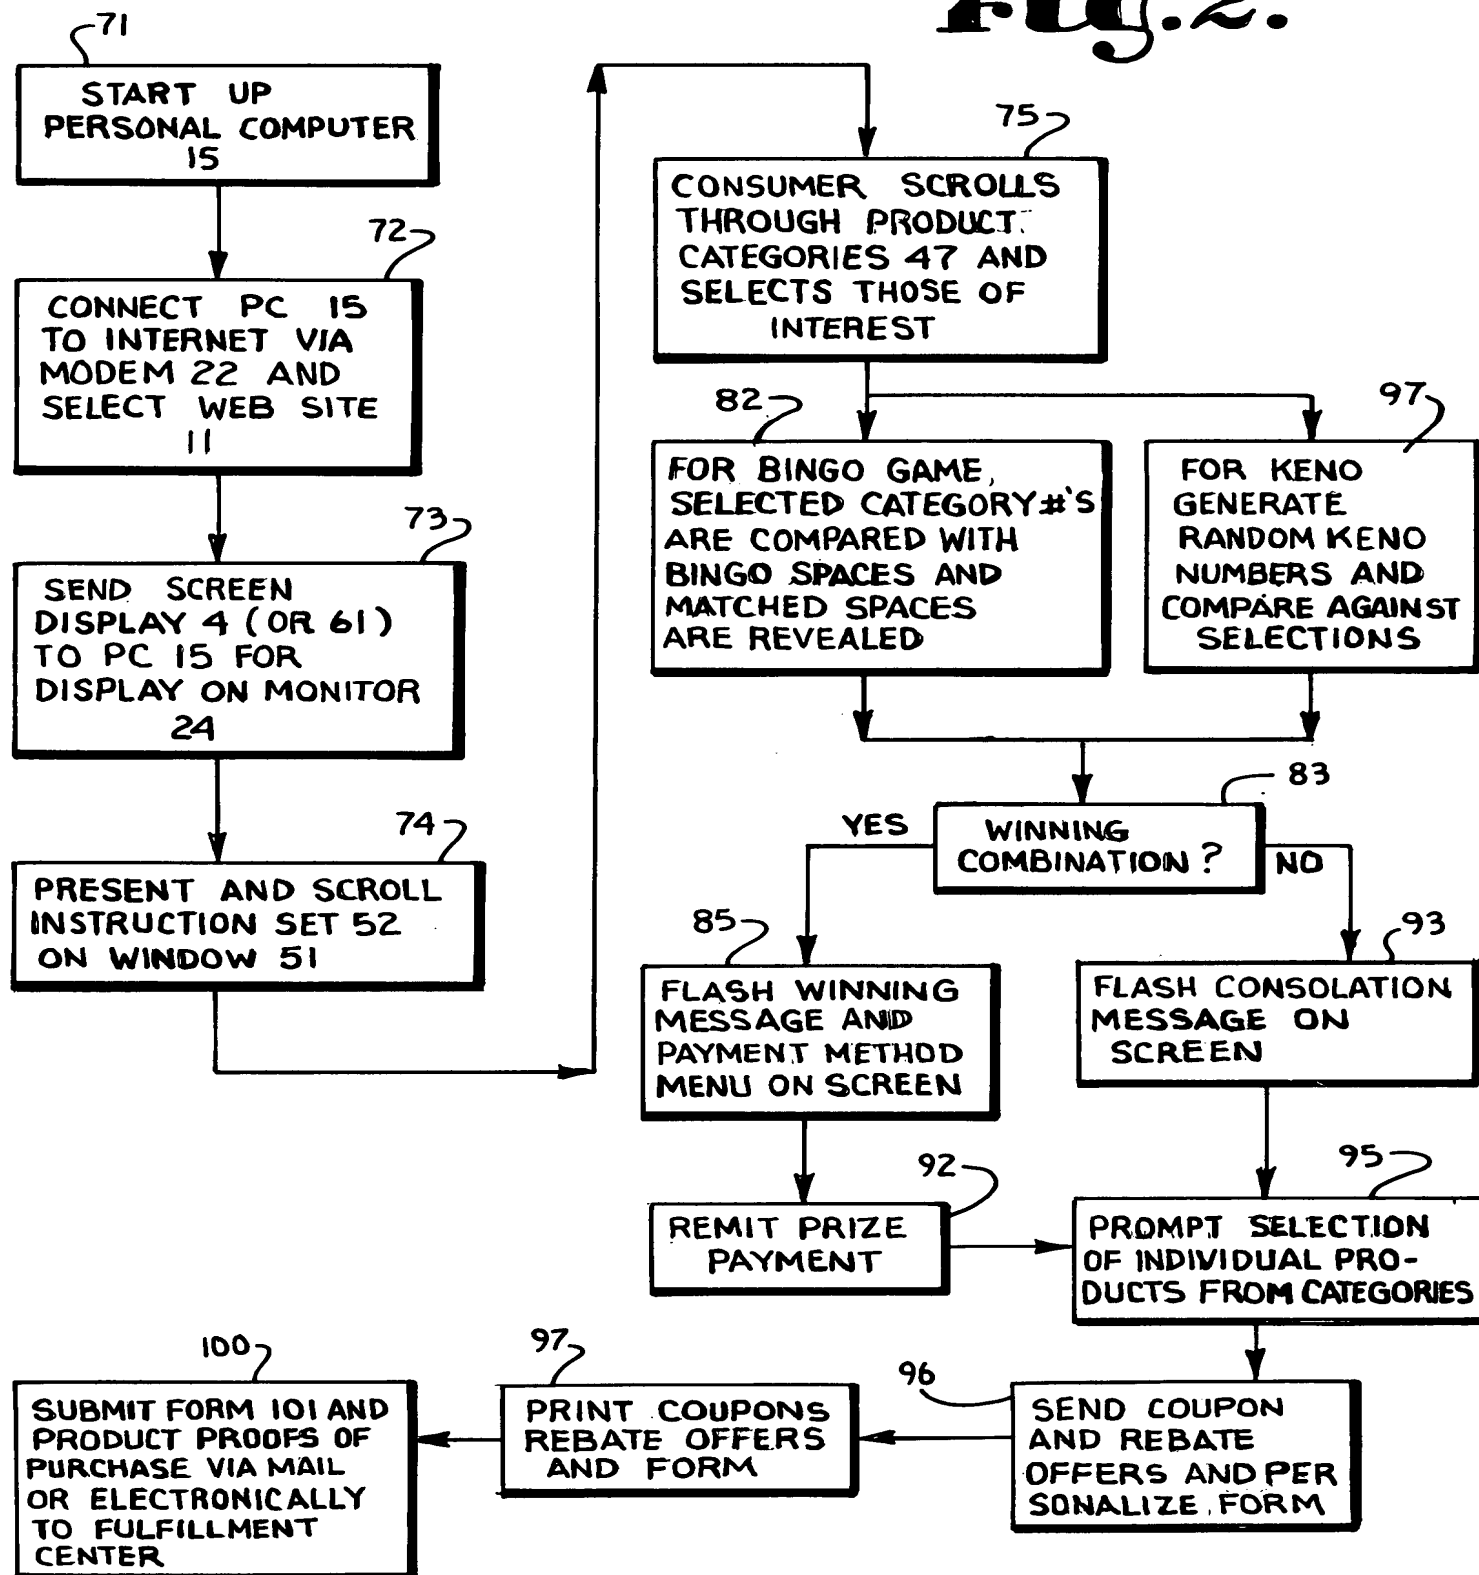 Fig.2.
71
START UP
PERSONAL COMPUTER
15
72
CONNECT PC 15
TO INTERNET VIA
MODEM 22 AND
SELECT WEB SITE
11
73
SEND SCREEN
DISPLAY 4 (OR 61)
TO PC 15 FOR
DISPLAY ON MONITOR
24
74
PRESENT AND SCROLL
INSTRUCTION SET 52
ON WINDOW 51
75
CONSUMER SCROLLS
THROUGH PRODUCT
CATEGORIES 47 AND
SELECTS THOSE OF
INTEREST
82
FOR BINGO GAME,
SELECTED CATEGORY #'S
ARE COMPARED WITH
BINGO SPACES AND
MATCHED SPACES
ARE REVEALED
97
FOR KENO
GENERATE
RANDOM KENO
NUMBERS AND
COMPARE AGAINST
SELECTIONS
83
WINNING
COMBINATION ?
YES
NO
85
FLASH WINNING
MESSAGE AND
PAYMENT METHOD
MENU ON SCREEN
93
FLASH CONSOLATION
MESSAGE ON
SCREEN
92
REMIT PRIZE
PAYMENT
95
PROMPT SELECTION
OF INDIVIDUAL PRO-
DUCTS FROM CATEGORIES
96
SEND COUPON
AND REBATE
OFFERS AND PER
SONALIZE FORM
97
PRINT COUPONS
REBATE OFFERS
AND FORM
100
SUBMIT FORM 101 AND
PRODUCT PROOFS OF
PURCHASE VIA MAIL
OR ELECTRONICALLY
TO FULFILLMENT
CENTER